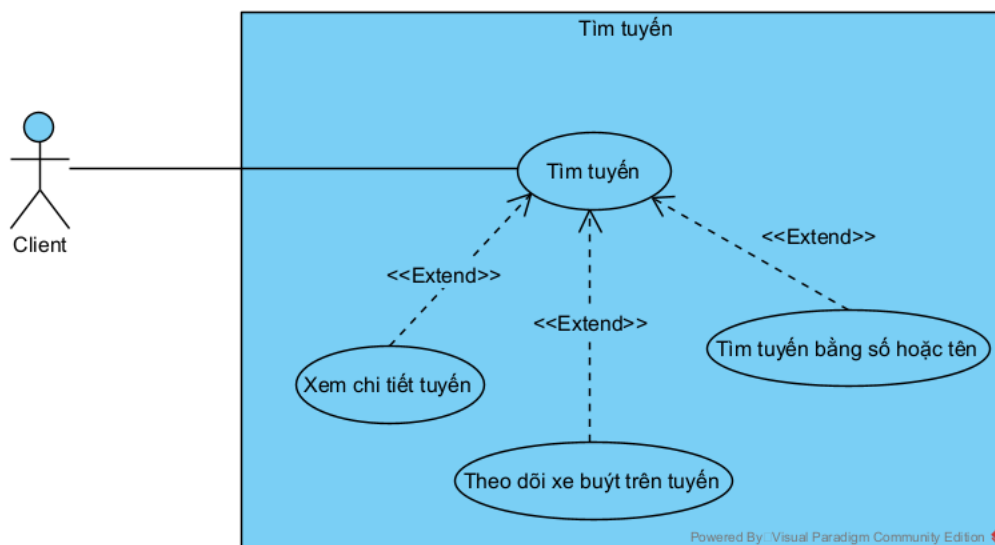 Tìm tuyến
Tìm tuyến
Client
<<Extend>>
<<Extend>>
<<Extend>>
Tìm tuyến bằng số hoặc tên
Xem chi tiết tuyến
Theo dõi xe buýt trên tuyến
Powered By Visual Paradigm Community Edition